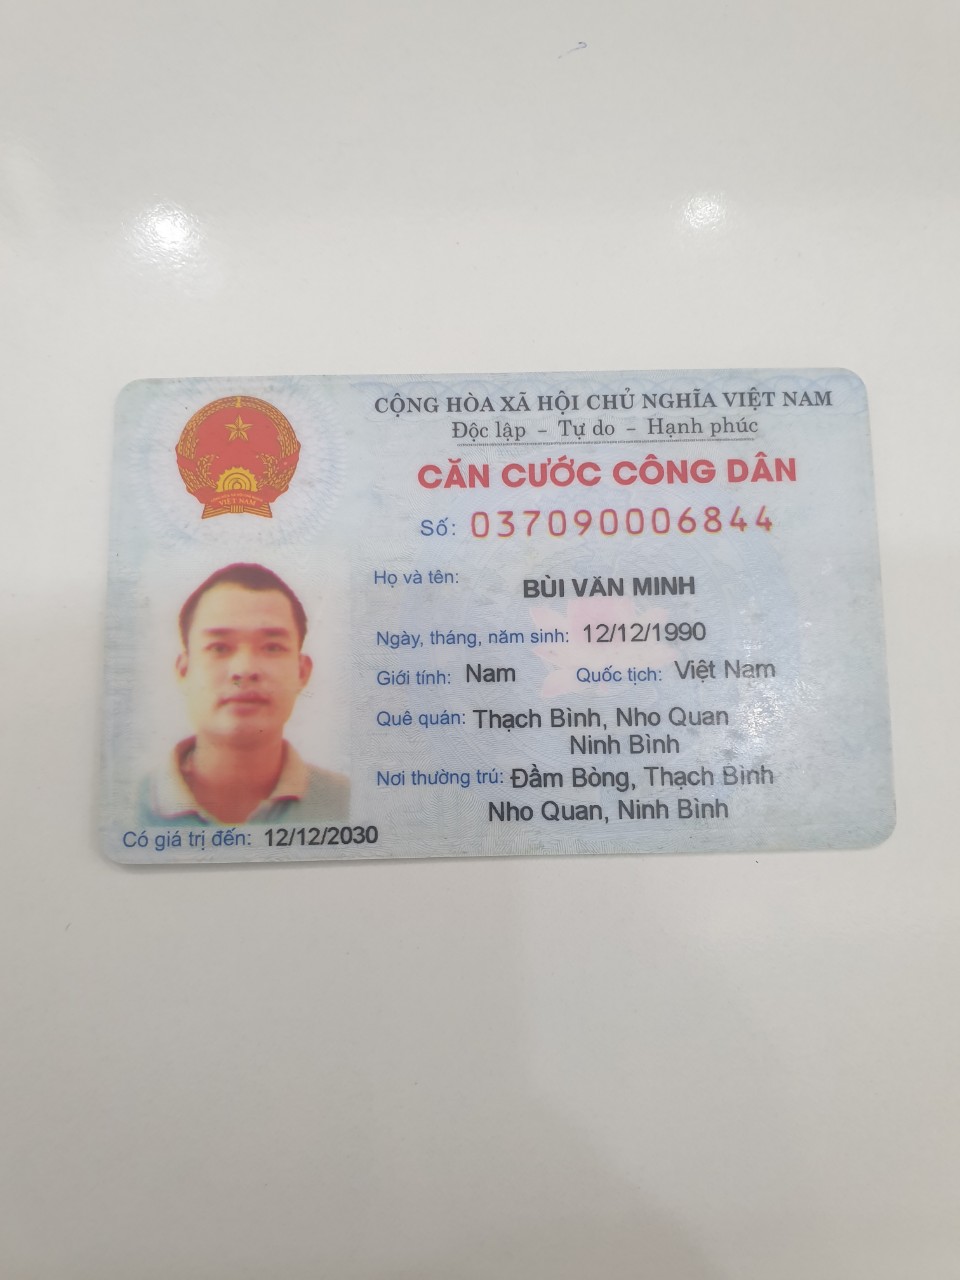 CỘNG HÒA XÃ HỘI CHỦ NGHĨA VIỆT NAM
Độc lập - Tự do - Hạnh phúc
CĂN CƯỚC CÔNG DÂN
Số: 037090006844
Họ và tên: BÙI VĂN MINH
Ngày, tháng, năm sinh: 12/12/1990
Giới tính: Nam Quốc tịch: Việt Nam
Quê quán: Thạch Bình, Nho Quan
Ninh Bình
Nơi thường trú: Đầm Bòng, Thạch Bình
Nho Quan, Ninh Bình
Có giá trị đến: 12/12/2030
VIỆT NAM